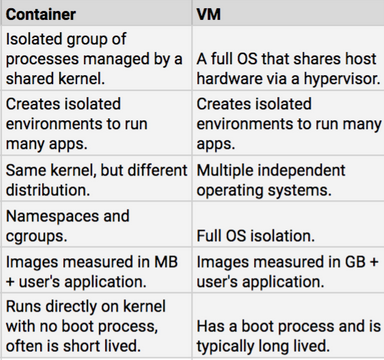 Container
VM
Isolated group of
processes managed by a
shared kernel.
A full OS that shares host
hardware via a hypervisor.
Creates isolated
environments to run
many apps.
Creates isolated
environments to run many
apps.
Same kernel, but different
distribution.
Multiple independent
operating systems.
Namespaces and
cgroups.
Full OS isolation.
Images measured in MB
+ user's application.
Images measured in GB +
user's application.
Runs directly on kernel
with no boot process,
often is short lived.
Has a boot process and is
typically long lived.